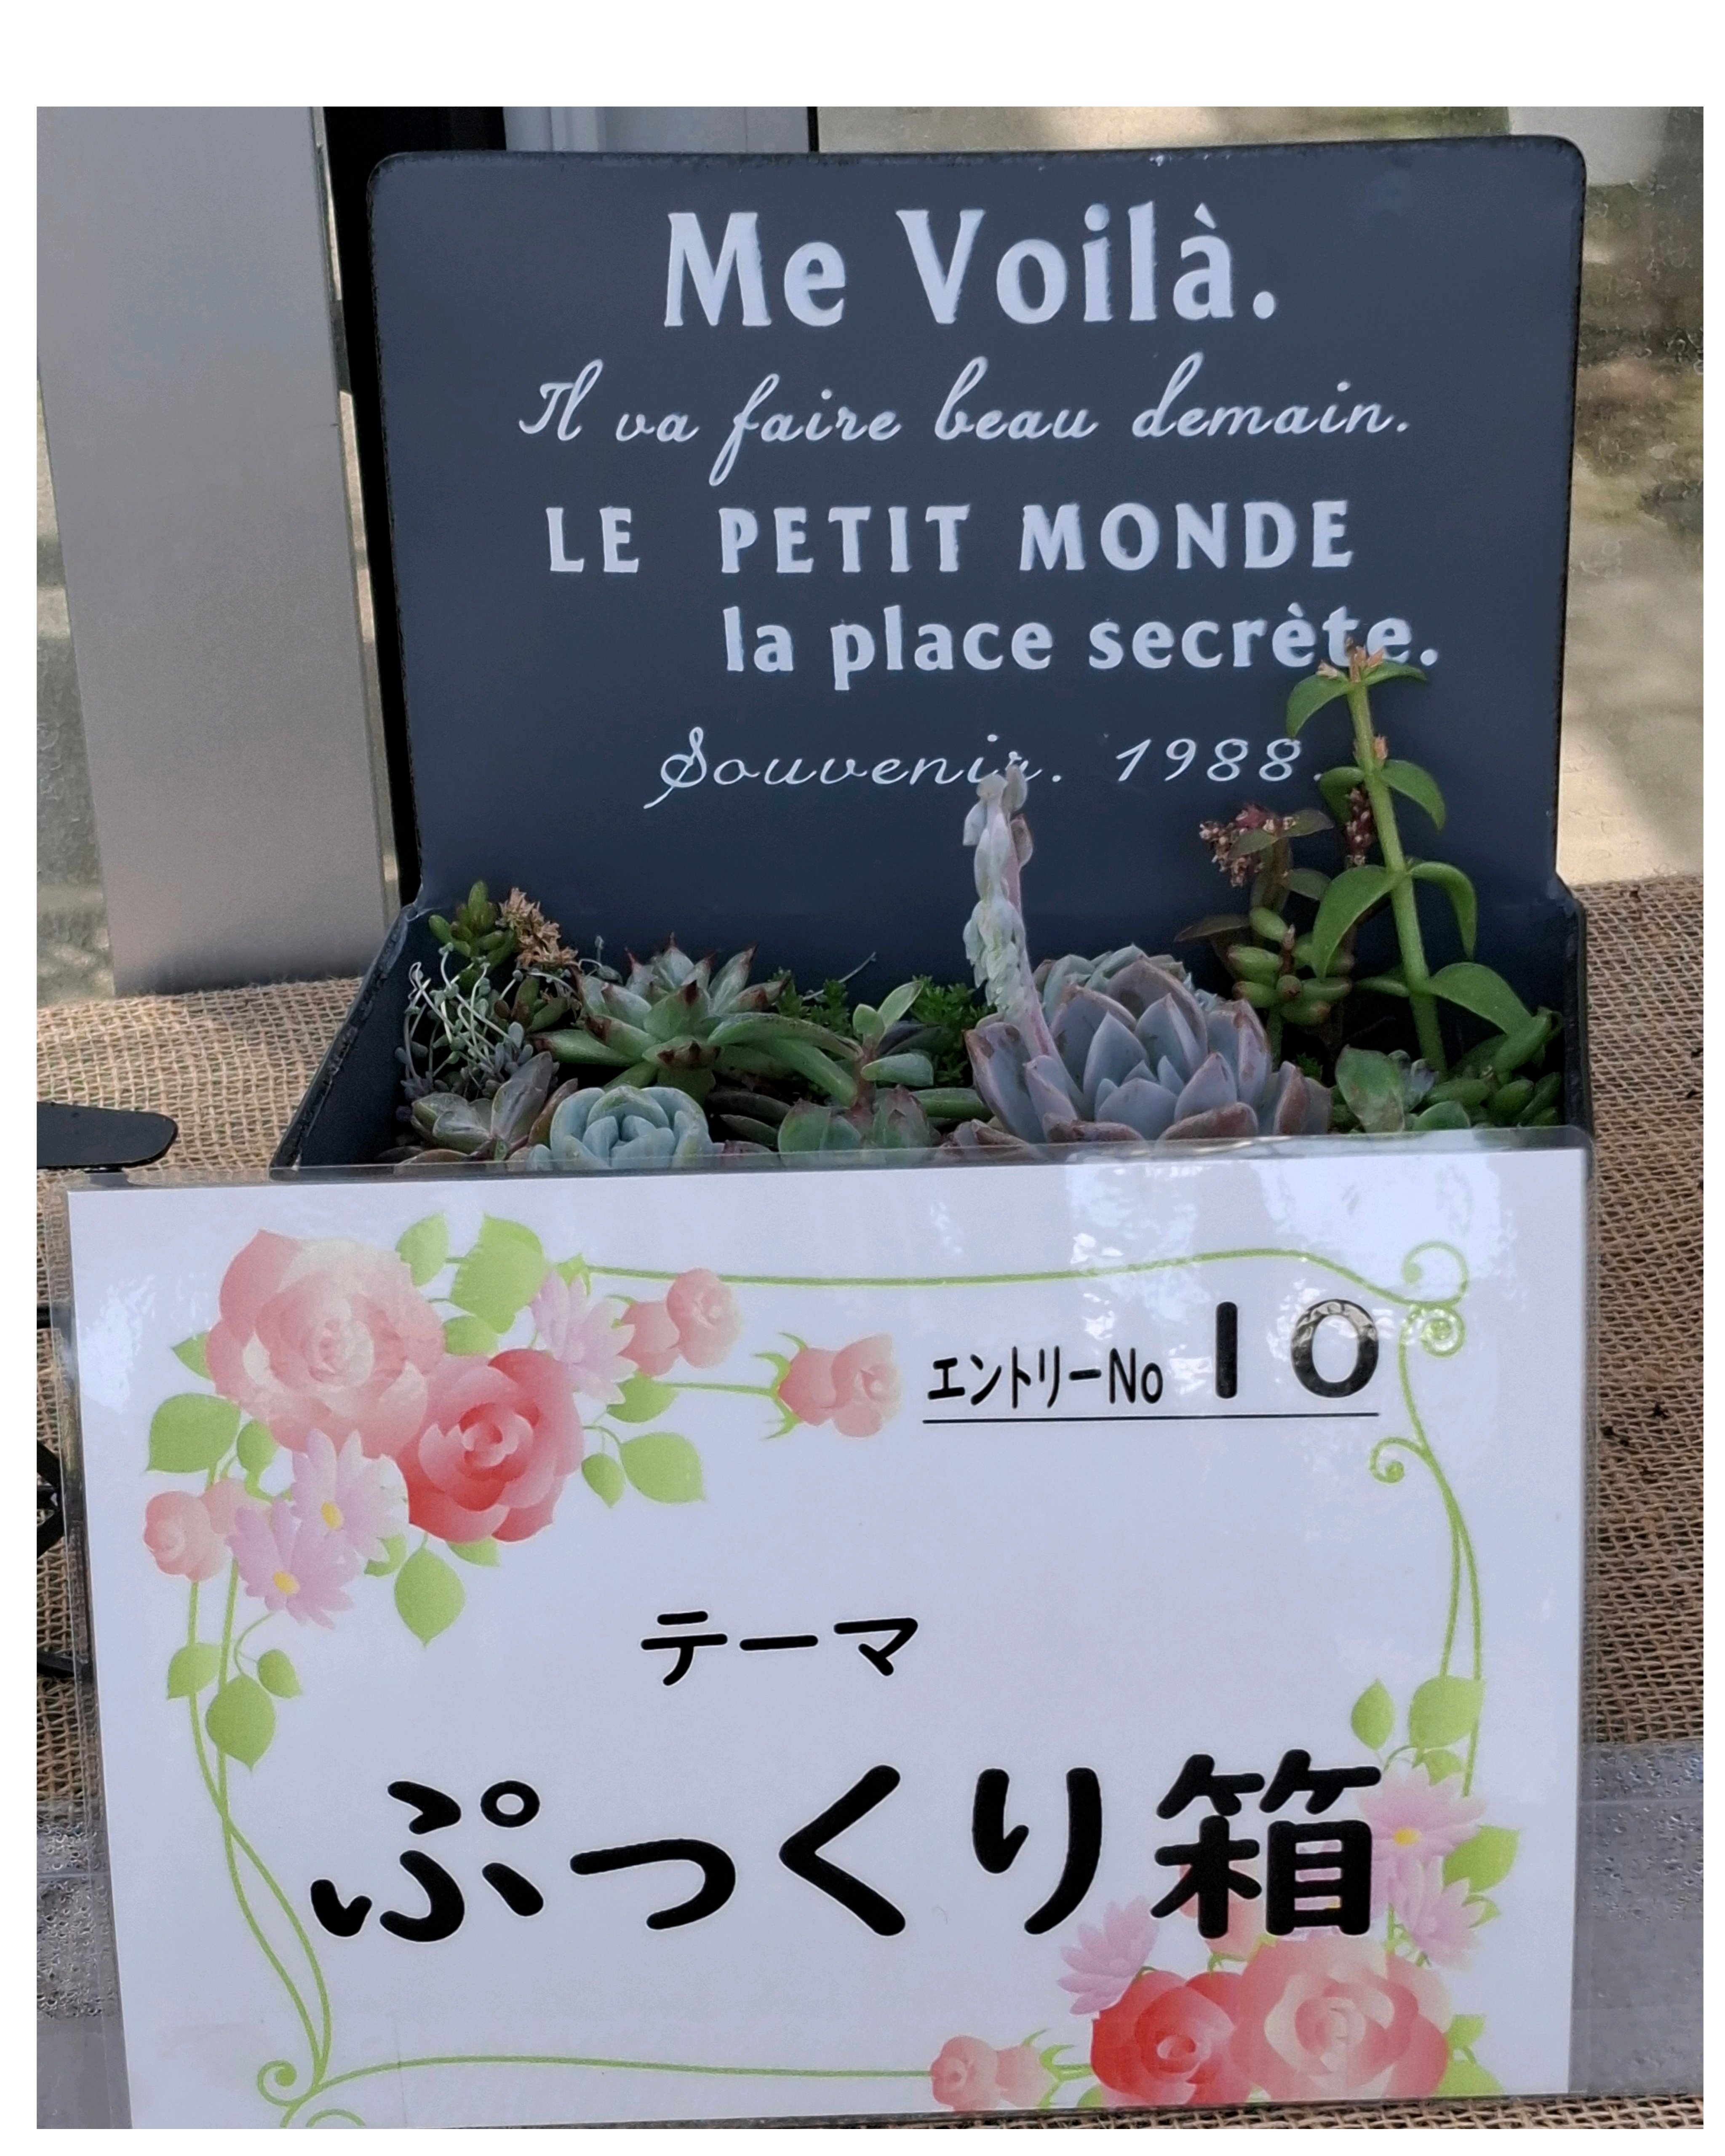 Me Voilà.
Il va faire beau demain.
LE PETIT MONDE
la place secrète.
Souvenir. 1988.
エントリーNo 10
テーマ
ぷっくり箱